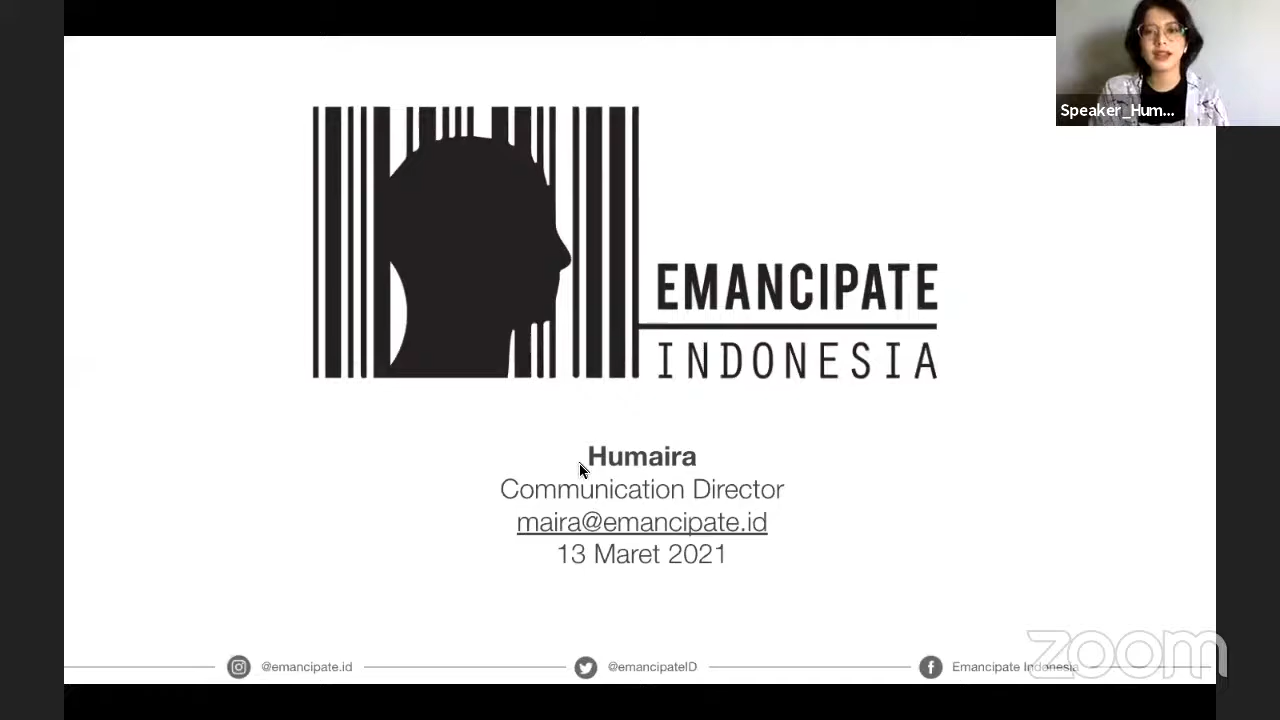 Speaker_Hum...
EMANCIPATE
INDONESIA
Humaira
Communication Director
maira@emancipate.id
13 Maret 2021
@emancipate.id
@emancipateID
Emancipate Indonesia
zoom